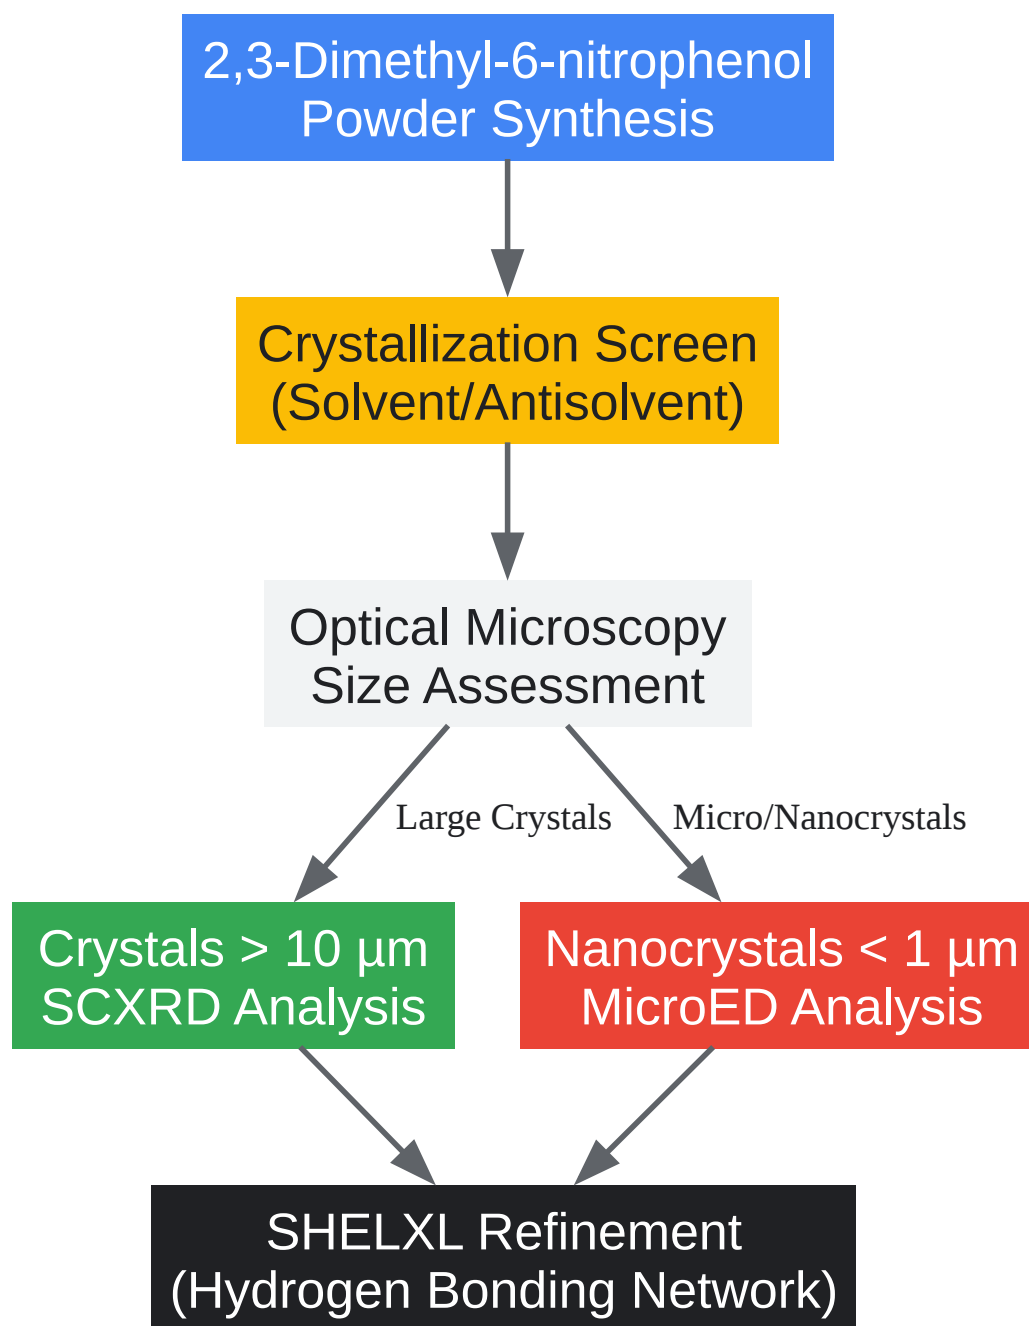 2,3-Dimethyl-6-nitrophenol
Powder Synthesis
Crystallization Screen
(Solvent/Antisolvent)
Optical Microscopy
Size Assessment
Large Crystals
Micro/Nanocrystals
Crystals > 10 µm
SCXRD Analysis
Nanocrystals < 1 µm
MicroED Analysis
SHELXL Refinement
(Hydrogen Bonding Network)